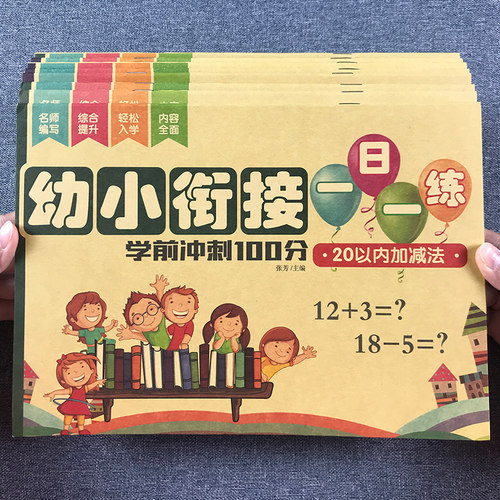 名师编写
综合提升
轻松入学
内容全面
幼小衔接
一日一练
学前冲刺100分
·20以内加减法·
张芳/主编
12+3=?
18-5=?